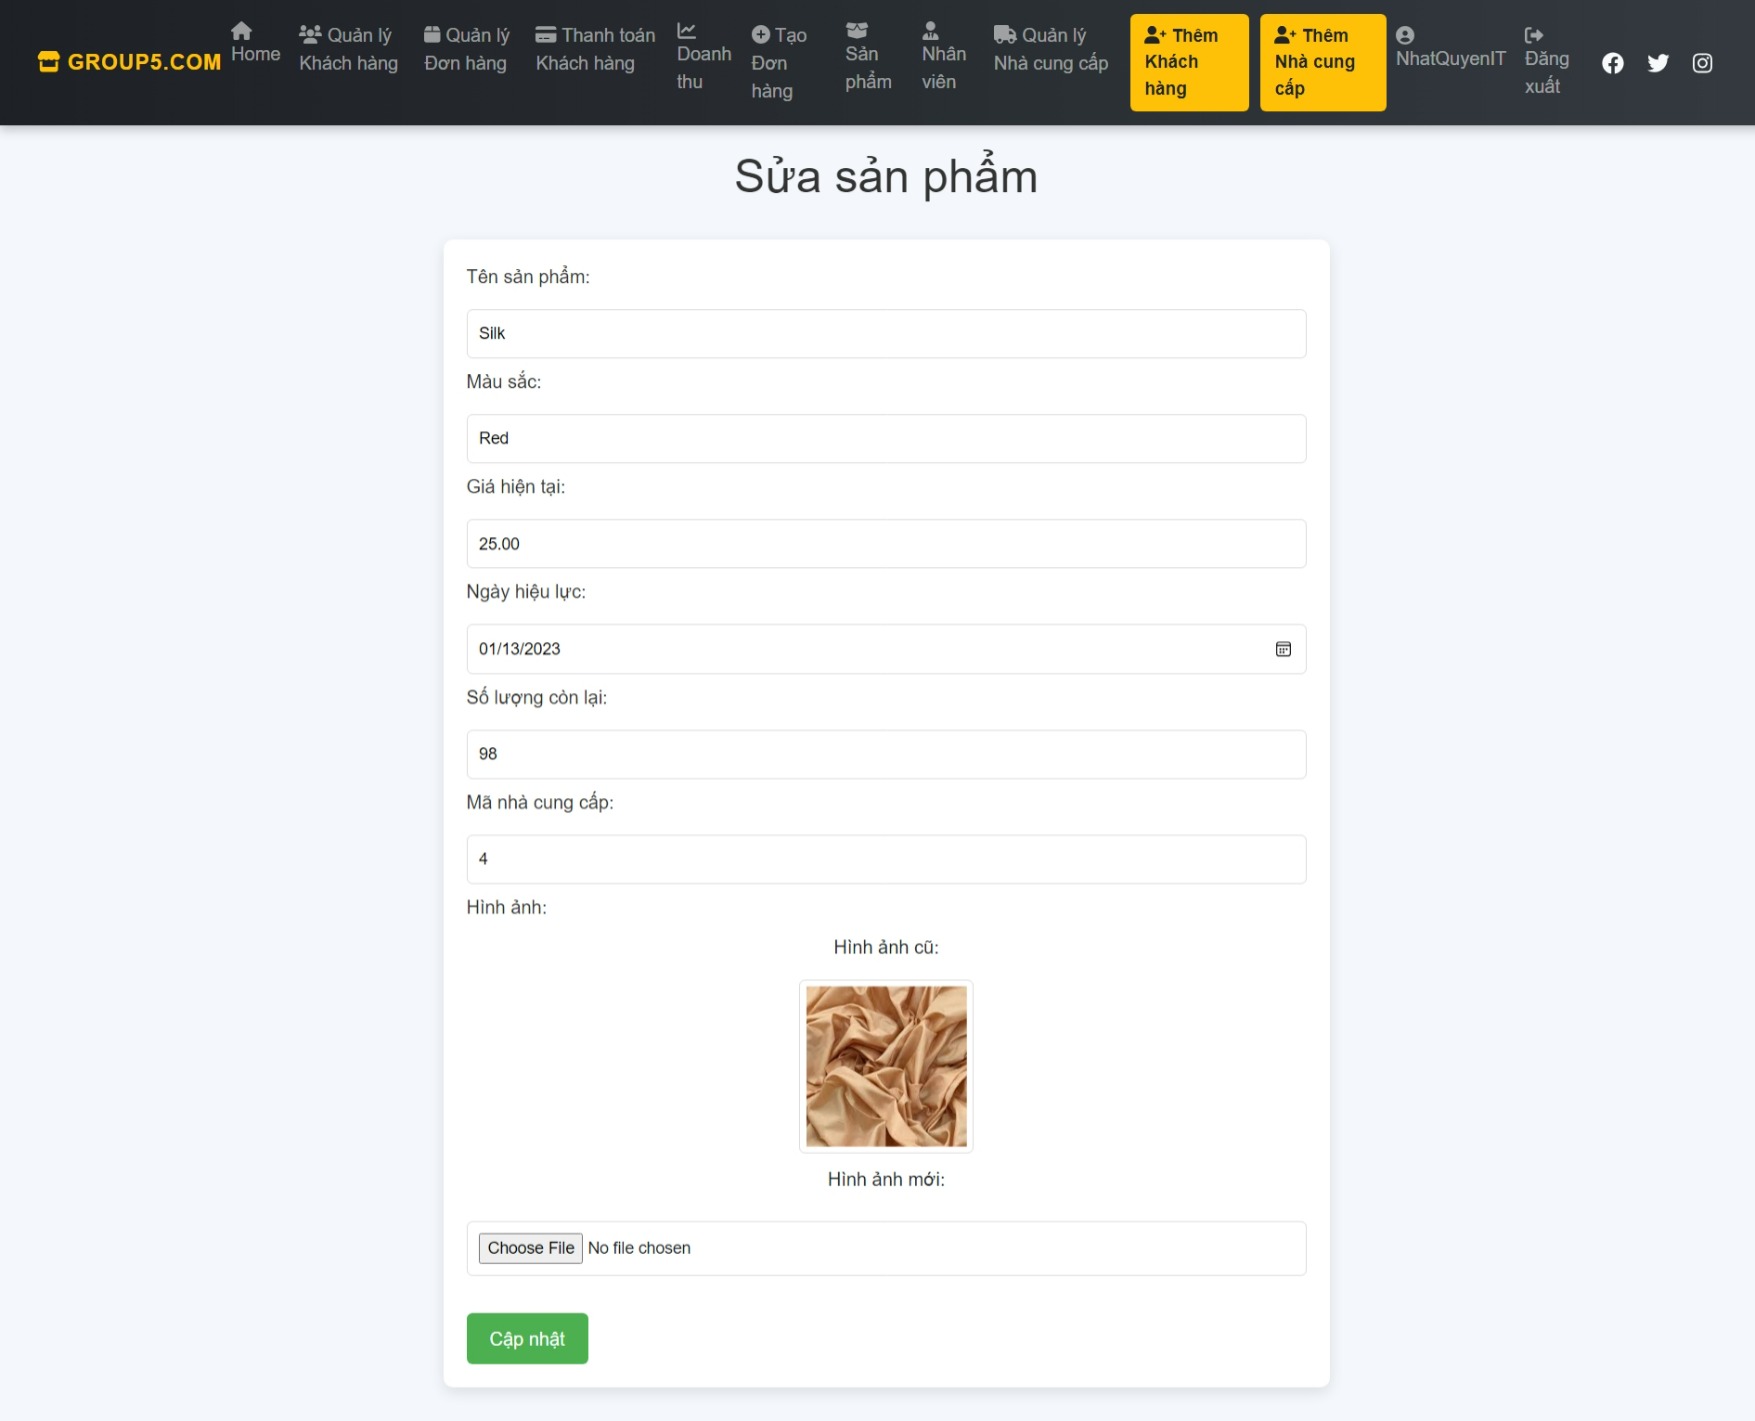 GROUP5.COM
Home
Quản lý
Khách hàng
Quản lý
Đơn hàng
Thanh toán
Khách hàng
Doanh
thu
Tạo
Đơn
hàng
Sản
phẩm
Nhân
viên
Quản lý
Nhà cung cấp
Thêm
Khách
hàng
Thêm
Nhà cung
cấp
NhatQuyenIT
Đăng
xuất
Sửa sản phẩm
Tên sản phẩm:
Silk
Màu sắc:
Red
Giá hiện tại:
25.00
Ngày hiệu lực:
01/13/2023
Số lượng còn lại:
98
Mã nhà cung cấp:
4
Hình ảnh:
Hình ảnh cũ:
Hình ảnh mới:
Choose File No file chosen
Cập nhật